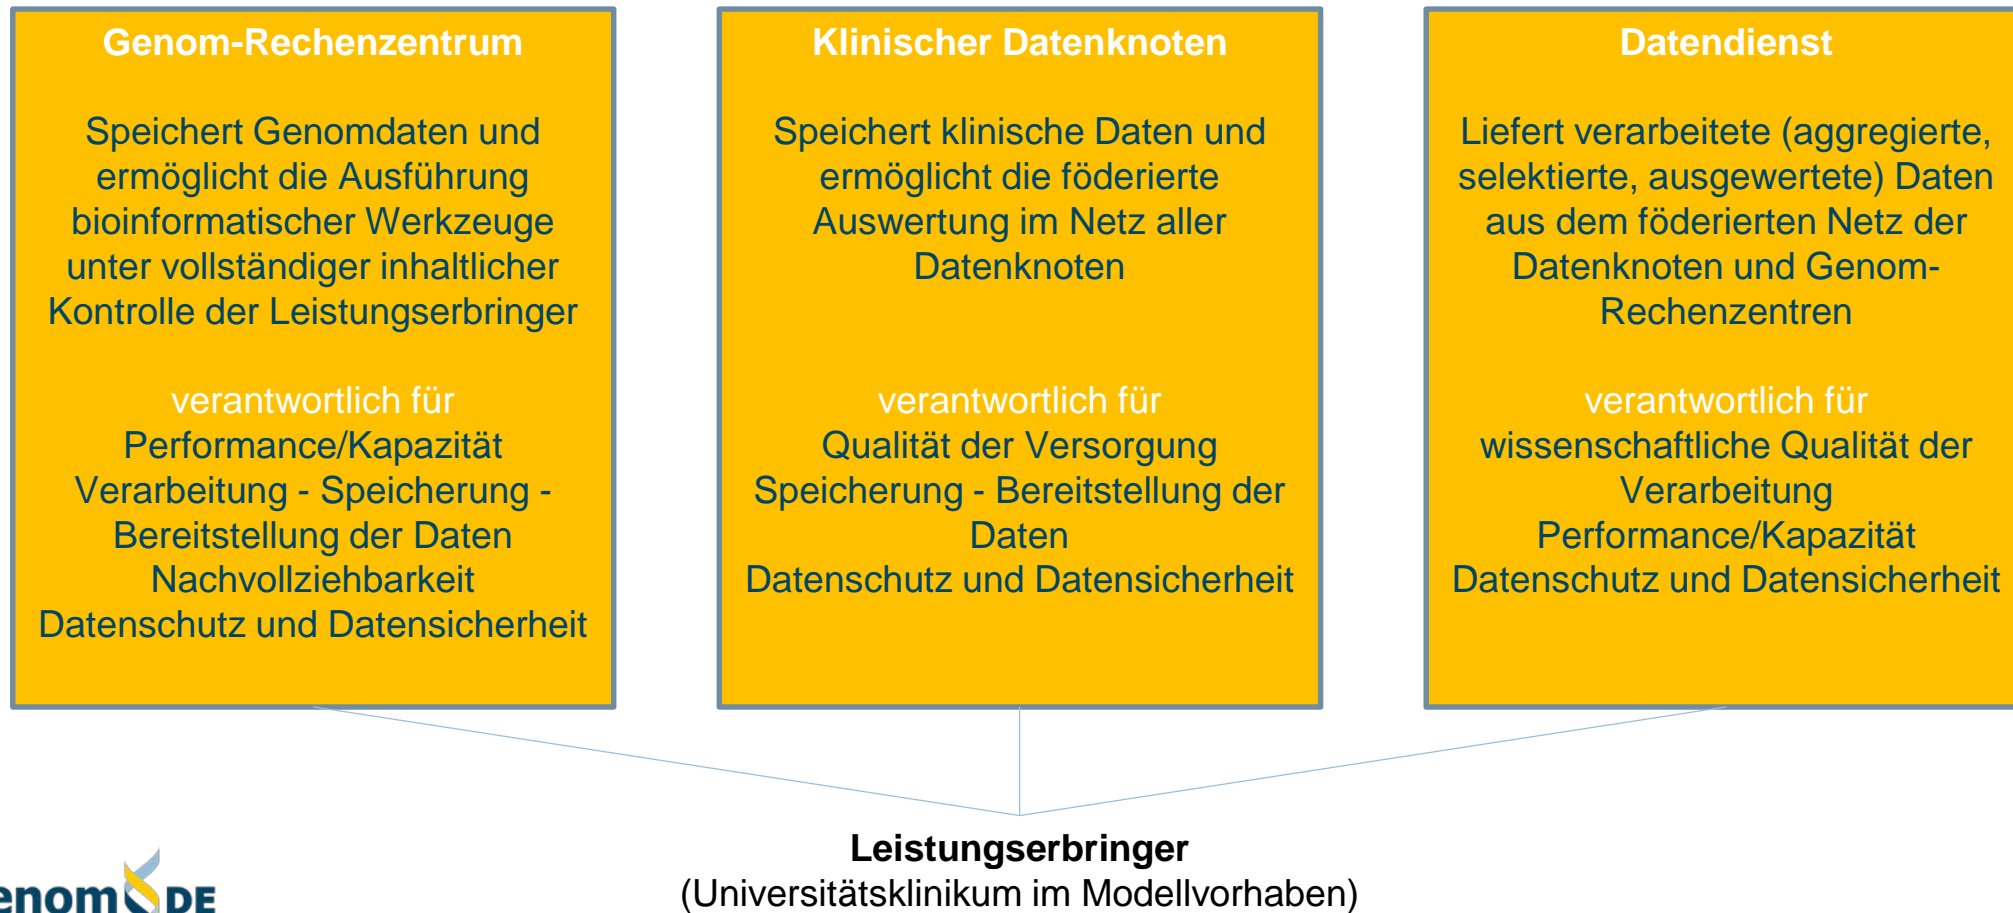 Genom-Rechenzentrum
Speichert Genomdaten und
ermöglicht die Ausführung
bioinformatischer Werkzeuge
unter vollständiger inhaltlicher
Kontrolle der Leistungserbringer
verantwortlich für
Performance/Kapazität
Verarbeitung - Speicherung -
Bereitstellung der Daten
Nachvollziehbarkeit
Datenschutz und Datensicherheit
Klinischer Datenknoten
Speichert klinische Daten und
ermöglicht die föderierte
Auswertung im Netz aller
Datenknoten
verantwortlich für
Qualität der Versorgung
Speicherung - Bereitstellung der
Daten
Datenschutz und Datensicherheit
Datendienst
Liefert verarbeitete (aggregierte,
selektierte, ausgewertete) Daten
aus dem föderierten Netz der
Datenknoten und Genom-
Rechenzentren
verantwortlich für
wissenschaftliche Qualität der
Verarbeitung
Performance/Kapazität
Datenschutz und Datensicherheit
Leistungserbringer
(Universitätsklinikum im Modellvorhaben)
enom DE